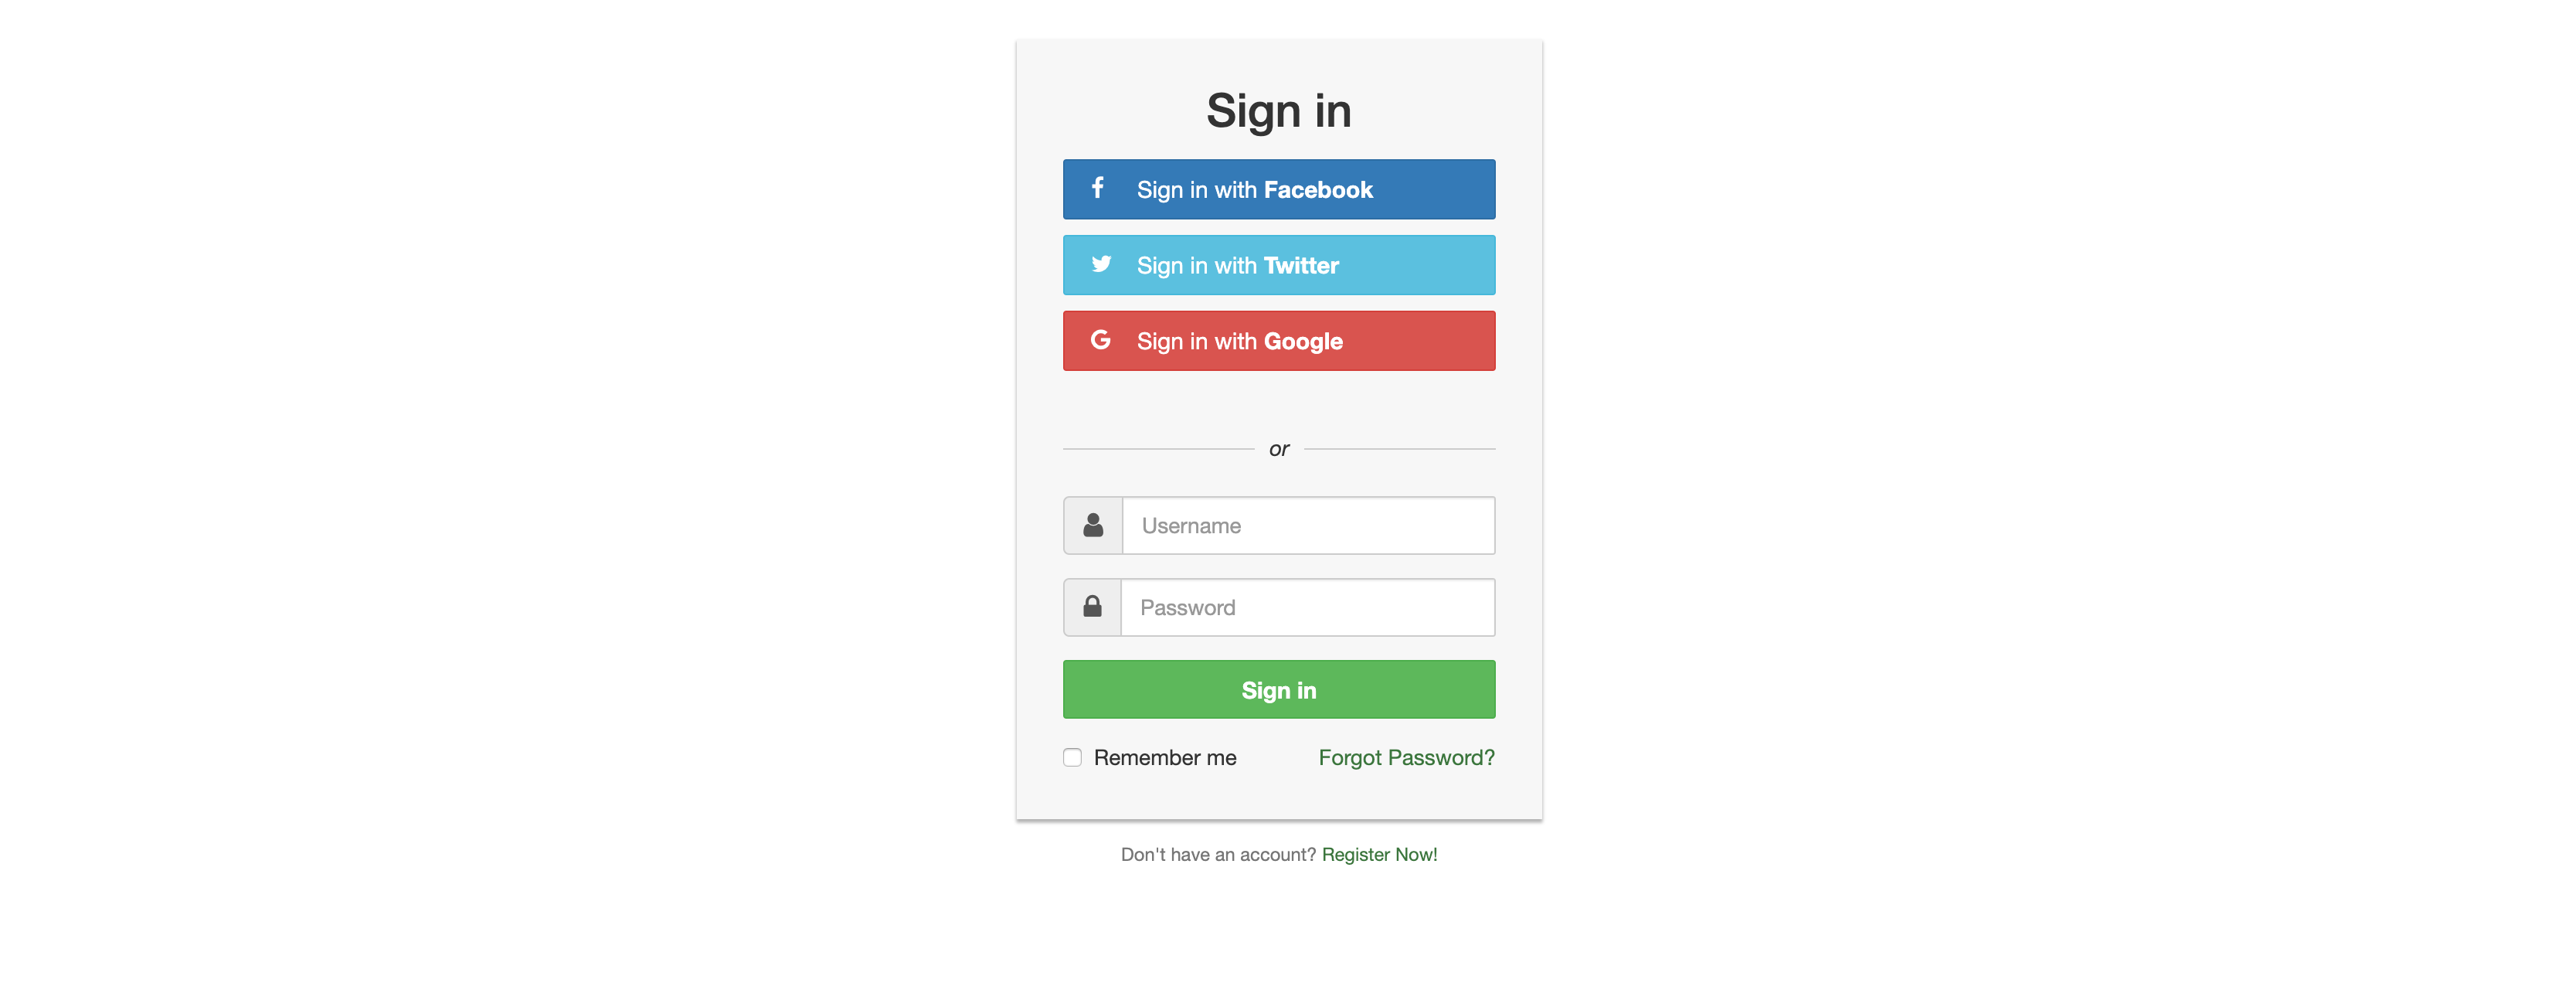 Sign in
Sign in with Facebook
Sign in with Twitter
Sign in with Google
or
Username
Password
Sign in
Remember me Forgot Password?
Don't have an account? Register Now!